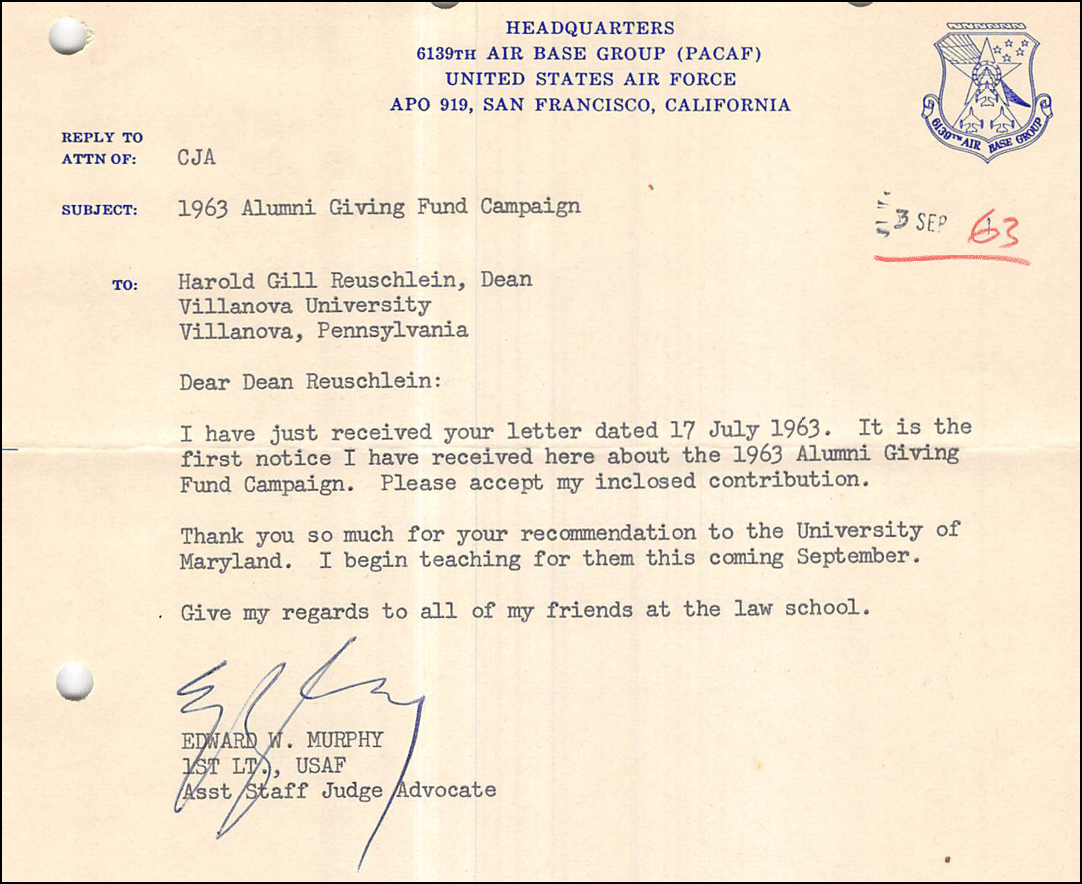 HEADQUARTERS
6139TH AIR BASE GROUP (PACAF)
UNITED STATES AIR FORCE
APO 919, SAN FRANCISCO, CALIFORNIA
6139TH AIR BASE GROUP
REPLY TO
ATTN OF: CJA
SUBJECT: 1963 Alumni Giving Fund Campaign
3 SEP 63
TO: Harold Gill Reuschlein, Dean
Villanova University
Villanova, Pennsylvania
Dear Dean Reuschlein:
I have just received your letter dated 17 July 1963. It is the
first notice I have received here about the 1963 Alumni Giving
Fund Campaign. Please accept my inclosed contribution.
Thank you so much for your recommendation to the University of
Maryland. I begin teaching for them this coming September.
Give my regards to all of my friends at the law school.
EDWARD W. MURPHY
1ST LT., USAF
Asst Staff Judge Advocate